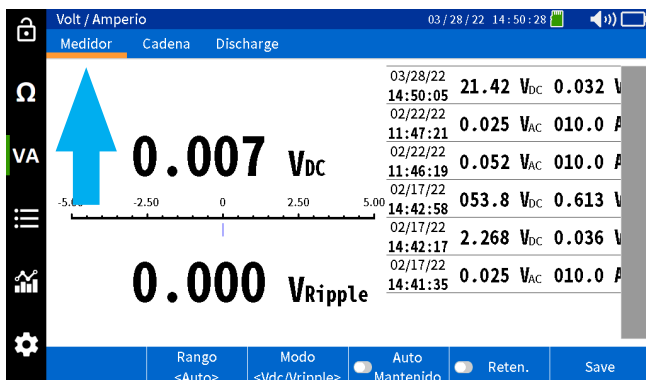 Volt / Amperio 03/28/22 14:50:28
Medidor Cadena Discharge
Ω
VA
0.007 VDC
-5.00 -2.50 0 2.50 5.00
0.000 VRipple
03/28/22
14:50:05 21.42 VDC 0.032 V
02/22/22
11:47:21 0.025 VAC 010.0 A
02/22/22
11:46:19 0.052 VAC 010.0 A
02/17/22
14:42:58 053.8 VDC 0.613 V
02/17/22
14:42:17 2.268 VDC 0.036 V
02/17/22
14:41:35 0.025 VAC 010.0 A
Rango Modo Auto Reten. Save
<Auto> <Vdc/Vripple> Mantenido